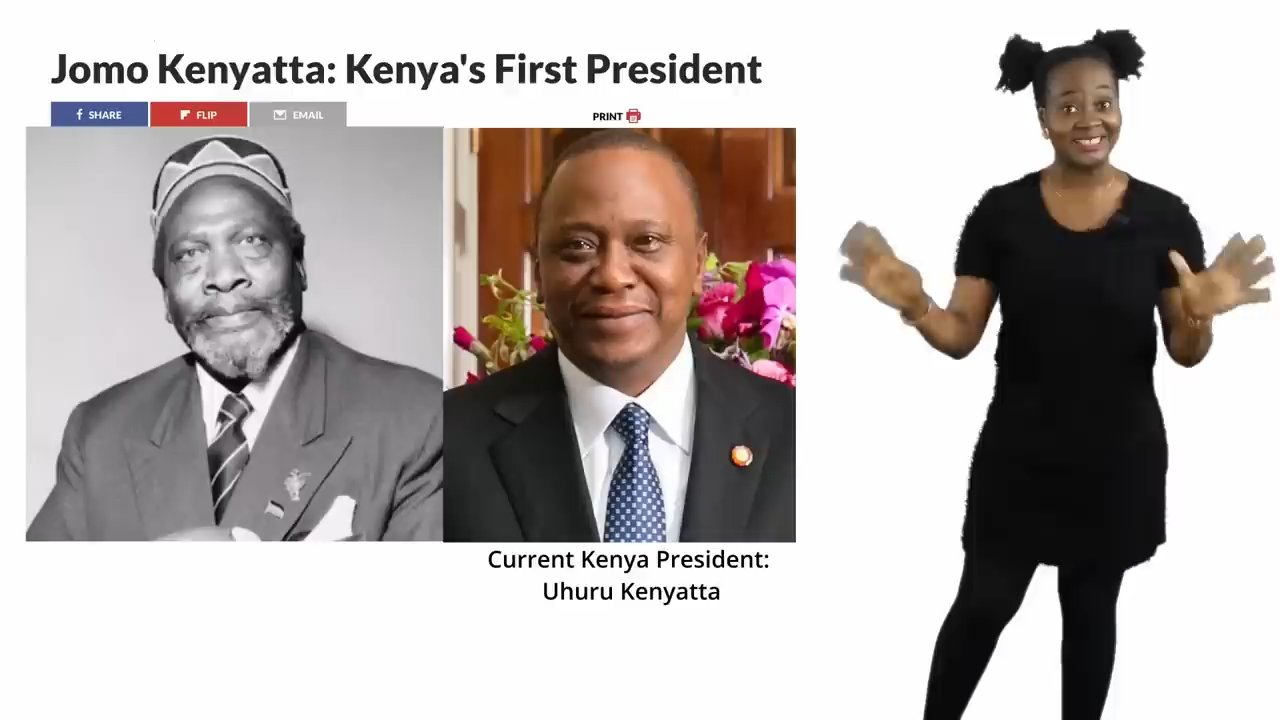 Jomo Kenyatta: Kenya's First President
SHARE
FLIP
EMAIL
PRINT
Current Kenya President:
Uhuru Kenyatta